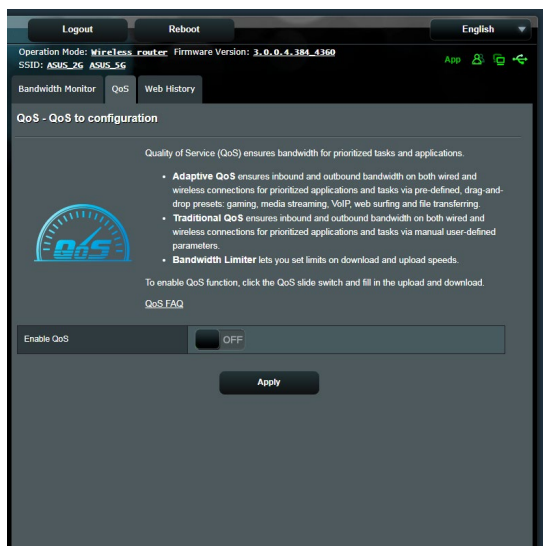 Logout Reboot English
Operation Mode: Wireless router Firmware Version: 3.0.0.4.384_4360
SSID: ASUS_2G ASUS_5G
App
Bandwidth Monitor QoS Web History
QoS - QoS to configuration
Quality of Service (QoS) ensures bandwidth for prioritized tasks and applications.
• Adaptive QoS ensures inbound and outbound bandwidth on both wired and
wireless connections for prioritized applications and tasks via pre-defined, drag-and-
drop presets: gaming, media streaming, VoIP, web surfing and file transferring.
• Traditional QoS ensures inbound and outbound bandwidth on both wired and
wireless connections for prioritized applications and tasks via manual user-defined
parameters.
• Bandwidth Limiter lets you set limits on download and upload speeds.
QoS
To enable QoS function, click the QoS slide switch and fill in the upload and download.
QoS FAQ
Enable QoS OFF
Apply